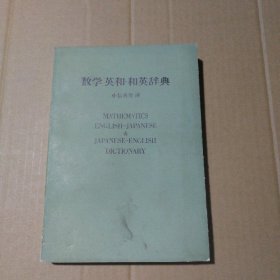 数学 英和·和英辞典
MATHEMATICS
ENGLISH-JAPANESE
&
JAPANESE-ENGLISH
DICTIONARY